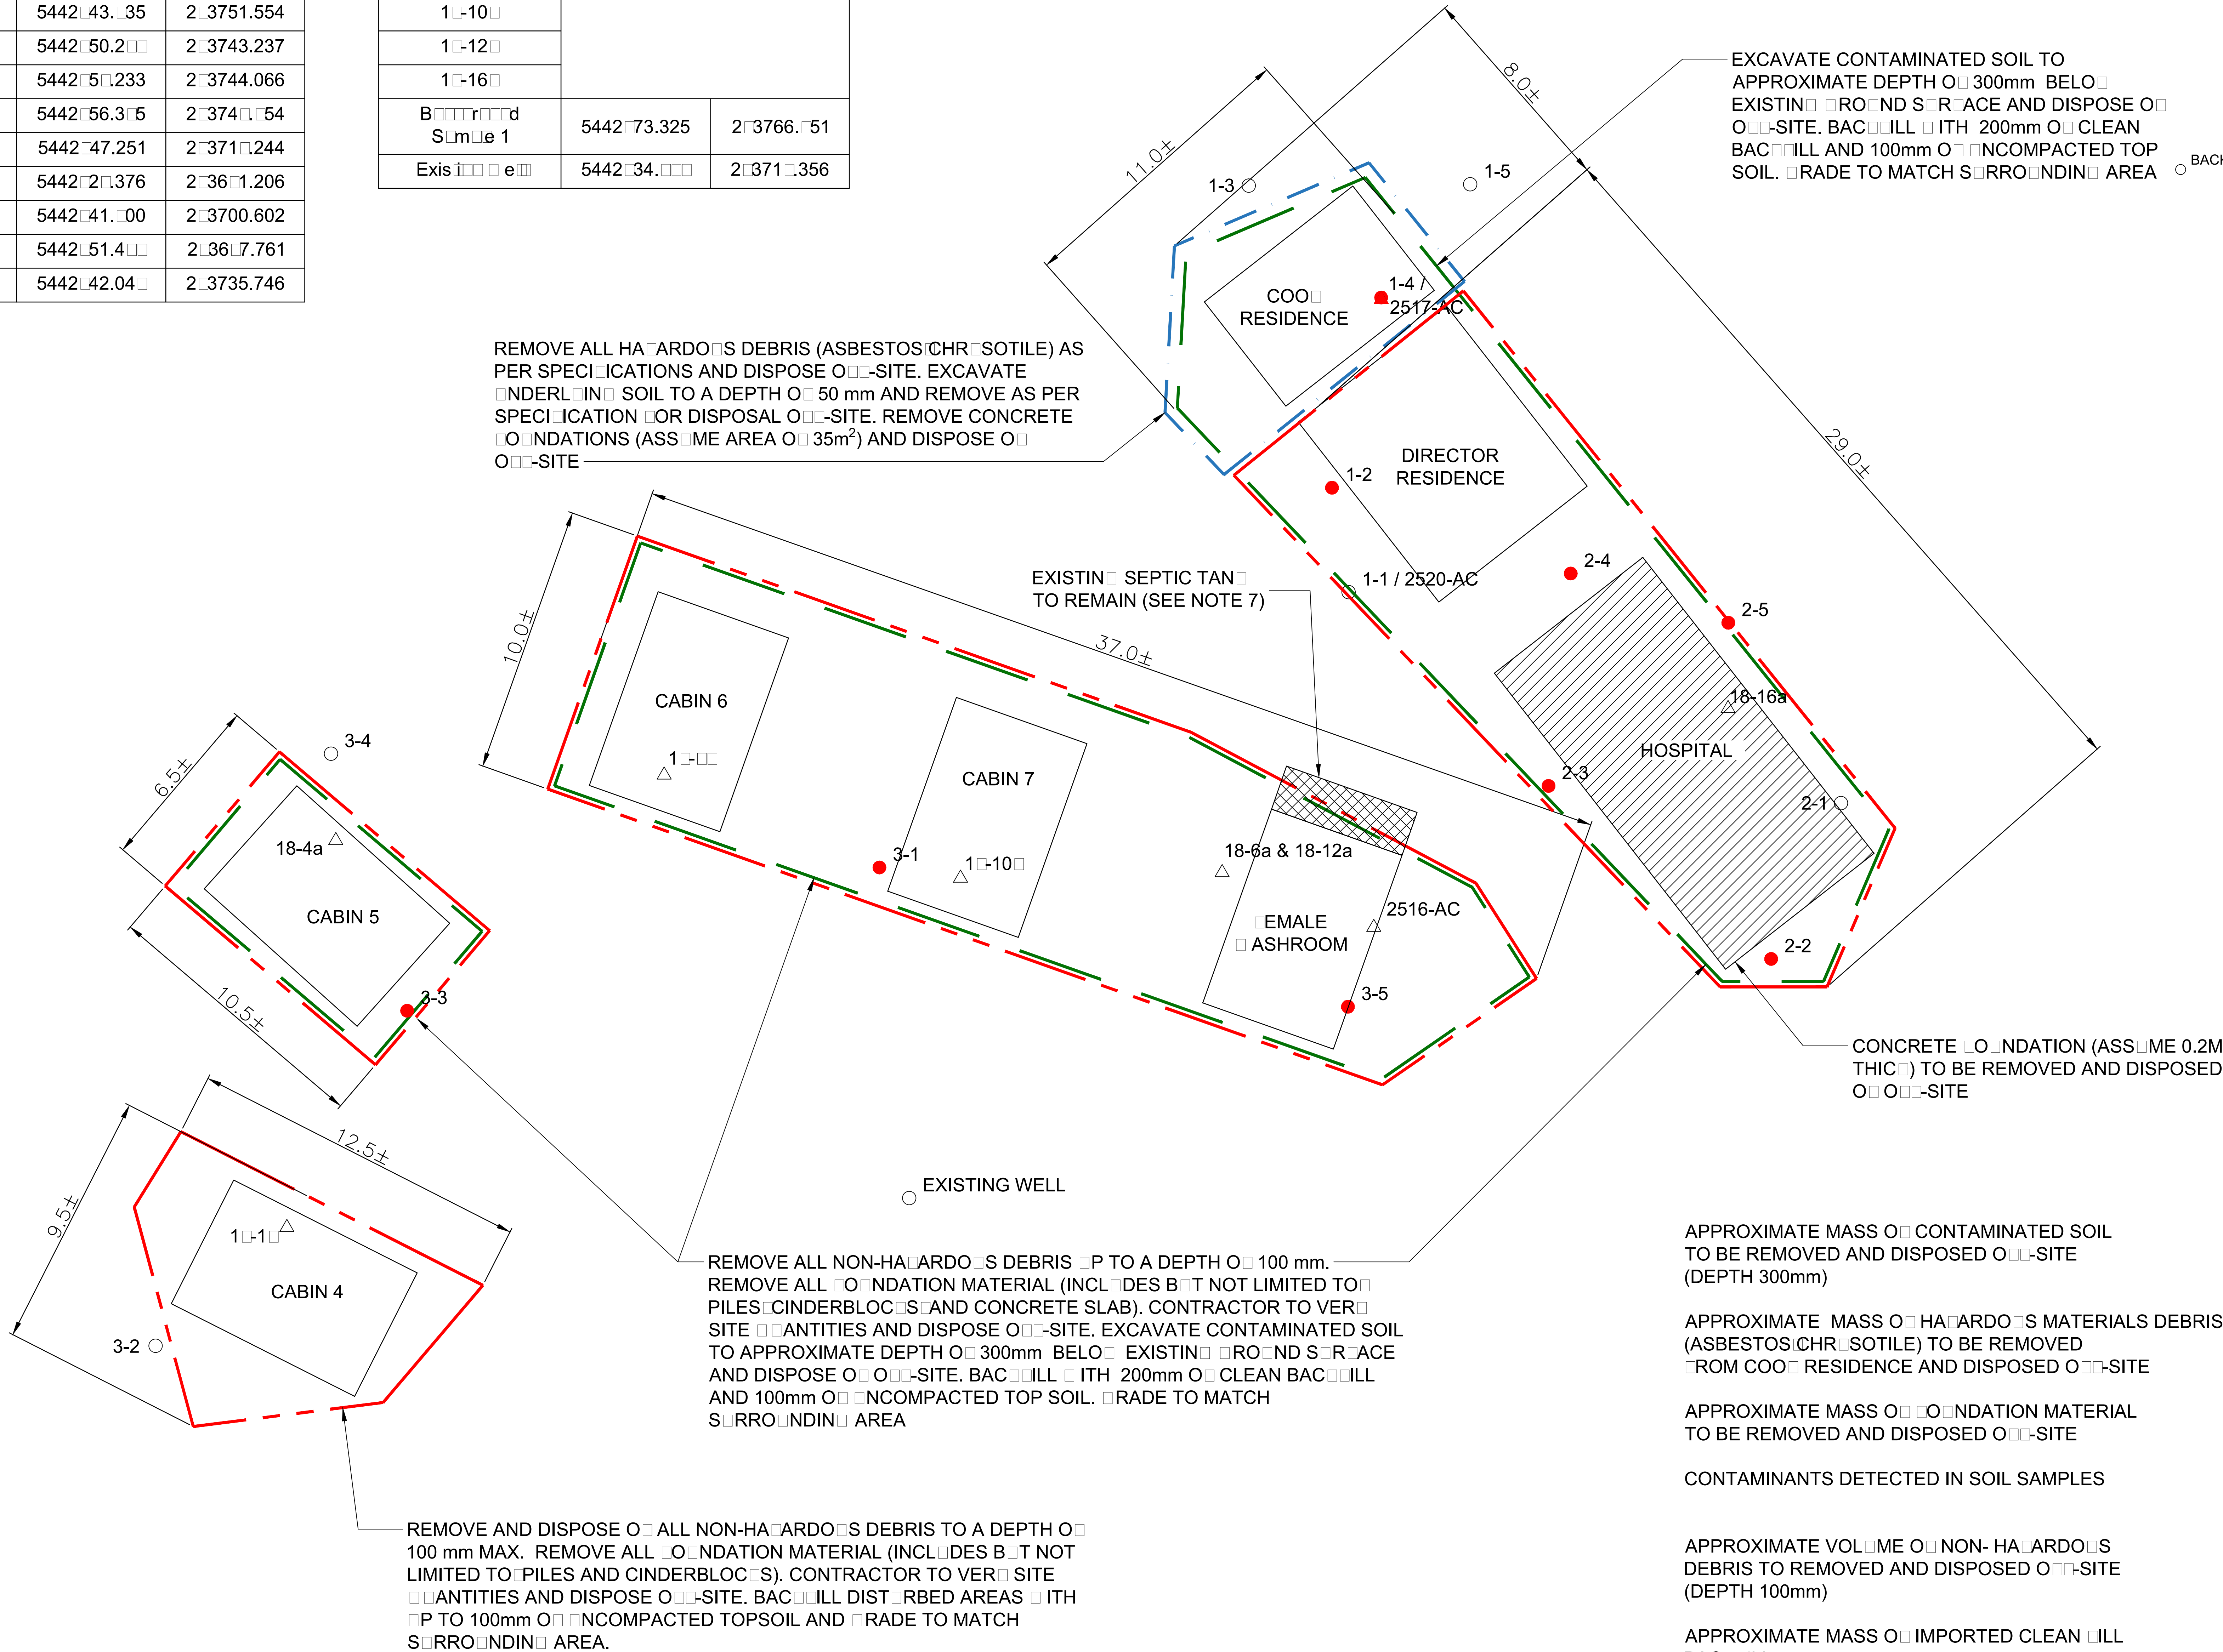 5442□43.□35 2□3751.554
5442□50.2□□ 2□3743.237
5442□5□.233 2□3744.066
5442□56.3□5 2□374□.□54
5442□47.251 2□371□.244
5442□2□.376 2□36□1.206
5442□41.□00 2□3700.602
5442□51.4□□ 2□36□7.761
5442□42.04□ 2□3735.746
1□-10□
1□-12□
1□-16□
B□□□r□□□d
S□m□e 1
5442□73.325 2□3766.□51
Exis□i□□ □ e□□ 5442□34.□□□ 2□371□.356
EXCAVATE CONTAMINATED SOIL TO
APPROXIMATE DEPTH O□ 300mm BELO□
EXISTIN□ □RO□ND S□R□ACE AND DISPOSE O□
O□□-SITE. BAC□□ILL □ITH 200mm O□ CLEAN
BAC□□ILL AND 100mm O□ □NCOMPACTED TOP
SOIL. □RADE TO MATCH S□RRO□NDIN□ AREA
8.0±
11.0±
29.0±
1-3
1-5
COO□
RESIDENCE
1-4 /
2517-AC
REMOVE ALL HA□ARDO□S DEBRIS (ASBESTOS□CHR□SOTILE) AS
PER SPECI□ICATIONS AND DISPOSE O□□-SITE. EXCAVATE
□NDERL□IN□ SOIL TO A DEPTH O□ 50 mm AND REMOVE AS PER
SPECI□ICATION □OR DISPOSAL O□□-SITE. REMOVE CONCRETE
□O□NDATIONS (ASS□ME AREA O□ 35m²) AND DISPOSE O□
O□□-SITE
DIRECTOR
RESIDENCE
1-2
2-4
1-1 / 2520-AC
2-5
EXISTIN□ SEPTIC TAN□
TO REMAIN (SEE NOTE 7)
18-16a
HOSPITAL
2-3
2-1
2-2
10.0±
37.0±
CABIN 6
1□-□□
CABIN 7
3-1
1□-10□
18-6a & 18-12a
2516-AC
□EMALE
□ASHROOM
3-5
6.5±
3-4
18-4a
CABIN 5
3-3
10.5±
12.5±
9.5±
1□-1□
CABIN 4
3-2
EXISTING WELL
CONCRETE □O□NDATION (ASS□ME 0.2M
THIC□) TO BE REMOVED AND DISPOSED
O□ O□□-SITE
REMOVE ALL NON-HA□ARDO□S DEBRIS □P TO A DEPTH O□ 100 mm.
REMOVE ALL □O□NDATION MATERIAL (INCL□DES B□T NOT LIMITED TO□
PILES□CINDERBLOC□S□AND CONCRETE SLAB). CONTRACTOR TO VER□
SITE □□ANTITIES AND DISPOSE O□□-SITE. EXCAVATE CONTAMINATED SOIL
TO APPROXIMATE DEPTH O□ 300mm BELO□ EXISTIN□ □RO□ND S□R□ACE
AND DISPOSE O□ O□□-SITE. BAC□□ILL □ITH 200mm O□ CLEAN BAC□□ILL
AND 100mm O□ □NCOMPACTED TOP SOIL. □RADE TO MATCH
S□RRO□NDIN□ AREA
REMOVE AND DISPOSE O□ ALL NON-HA□ARDO□S DEBRIS TO A DEPTH O□
100 mm MAX. REMOVE ALL □O□NDATION MATERIAL (INCL□DES B□T NOT
LIMITED TO□PILES AND CINDERBLOC□S). CONTRACTOR TO VER□ SITE
□□ANTITIES AND DISPOSE O□□-SITE. BAC□□ILL DIST□RBED AREAS □ITH
□P TO 100mm O□ □NCOMPACTED TOPSOIL AND □RADE TO MATCH
S□RRO□NDIN□ AREA.
APPROXIMATE MASS O□ CONTAMINATED SOIL
TO BE REMOVED AND DISPOSED O□□-SITE
(DEPTH 300mm)
APPROXIMATE MASS O□ HA□ARDO□S MATERIALS DEBRIS
(ASBESTOS□CHR□SOTILE) TO BE REMOVED
□ROM COO□ RESIDENCE AND DISPOSED O□□-SITE
APPROXIMATE MASS O□ □O□NDATION MATERIAL
TO BE REMOVED AND DISPOSED O□□-SITE
CONTAMINANTS DETECTED IN SOIL SAMPLES
APPROXIMATE VOL□ME O□ NON- HA□ARDO□S
DEBRIS TO REMOVED AND DISPOSED O□□-SITE
(DEPTH 100mm)
APPROXIMATE MASS O□ IMPORTED CLEAN □ILL